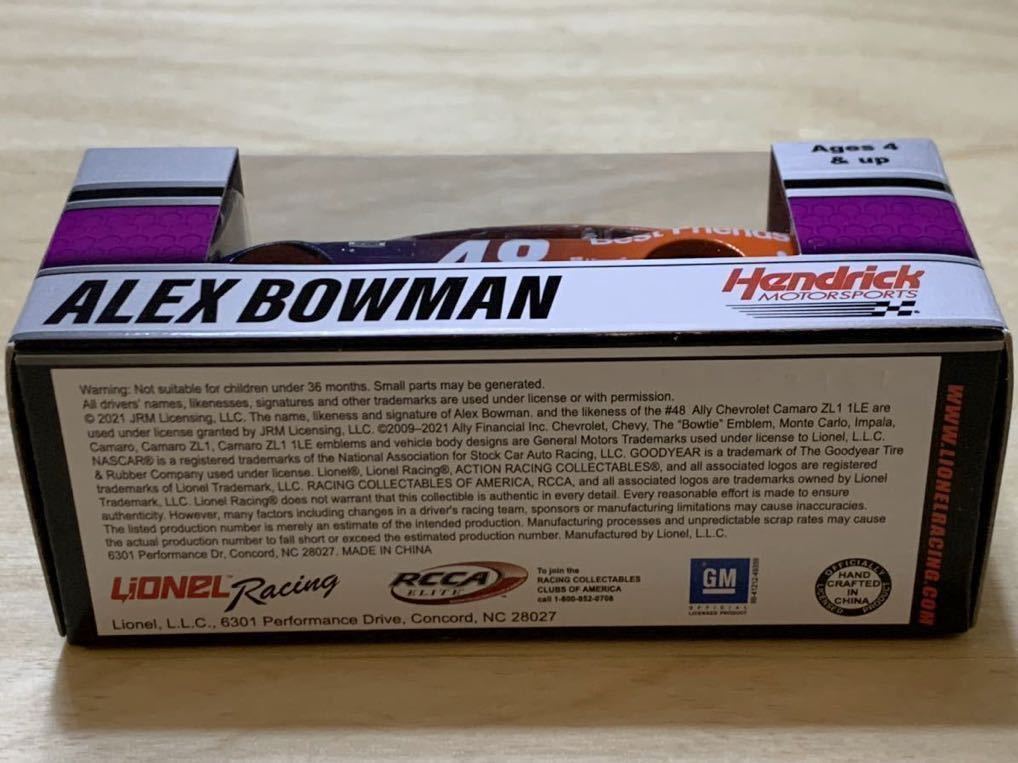 Ages 4
& up
48
Best Friends
ALEX BOWMAN
Hendrick
MOTORSPORTS
Warning: Not suitable for children under 36 months. Small parts may be generated.
All drivers' names, likenesses, signatures and other trademarks are used under license or with permission.
© 2021 JRM Licensing, LLC. The name, likeness and signature of Alex Bowman. and the likeness of the #48 Ally Chevrolet Camaro ZL1 1LE are
used under license granted by JRM Licensing, LLC. ©2009–2021 Ally Financial Inc. Chevrolet, Chevy, The "Bowtie" Emblem, Monte Carlo, Impala,
Camaro, Camaro ZL1, Camaro ZL1 1LE emblems and vehicle body designs are General Motors Trademarks used under license to Lionel, L.L.C.
NASCAR® is a registered trademarks of the National Association for Stock Car Auto Racing, LLC. GOODYEAR is a trademark of The Goodyear Tire
& Rubber Company used under license. Lionel®, Lionel Racing®, ACTION RACING COLLECTABLES®, and all associated logos are registered
trademarks of Lionel Trademark, LLC. RACING COLLECTABLES OF AMERICA, RCCA, and all associated logos are trademarks owned by Lionel
Trademark, LLC. Lionel Racing® does not warrant that this collectible is authentic in every detail. Every reasonable effort is made to ensure
authenticity. However, many factors including changes in a driver's racing team, sponsors or manufacturing limitations may cause inaccuracies.
The listed production number is merely an estimate of the intended production. Manufacturing processes and unpredictable scrap rates may cause
the actual production number to fall short or exceed the estimated production number. Manufactured by Lionel, L.L.C.
6301 Performance Dr, Concord, NC 28027. MADE IN CHINA
LIONEL™ Racing
RCCA
ELITE
To join the
RACING COLLECTABLES
CLUBS OF AMERICA
call 1-800-952-0708
GM
OFFICIAL
LICENSED PRODUCT
OFFICIALLY
HAND
CRAFTED
IN
CHINA
LICENSED PRODUCT
Lionel, L.L.C., 6301 Performance Drive, Concord, NC 28027
WWW.LIONELRACING.COM